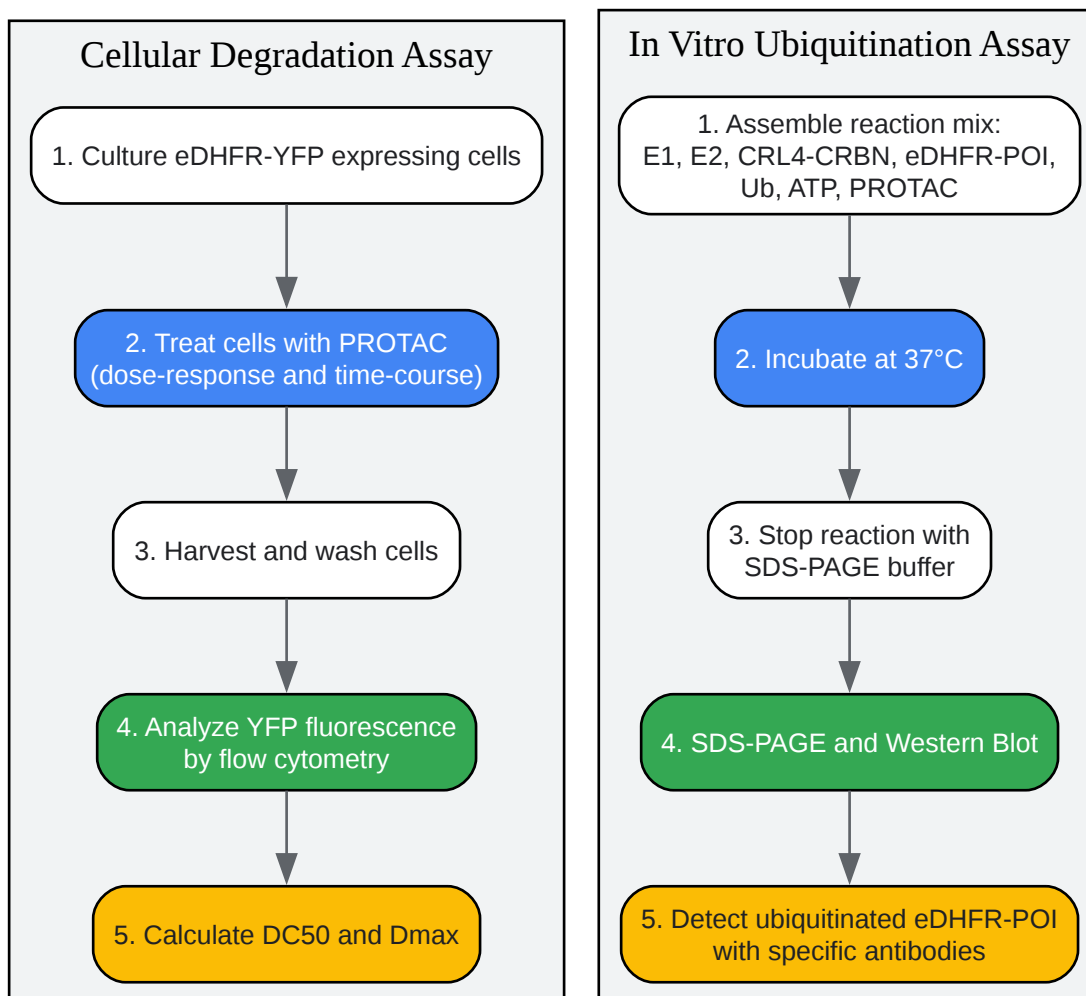 Cellular Degradation Assay
1. Culture eDHFR-YFP expressing cells
2. Treat cells with PROTAC
(dose-response and time-course)
3. Harvest and wash cells
4. Analyze YFP fluorescence
by flow cytometry
5. Calculate DC50 and Dmax
In Vitro Ubiquitination Assay
1. Assemble reaction mix:
E1, E2, CRL4-CRBN, eDHFR-POI,
Ub, ATP, PROTAC
2. Incubate at 37°C
3. Stop reaction with
SDS-PAGE buffer
4. SDS-PAGE and Western Blot
5. Detect ubiquitinated eDHFR-POI
with specific antibodies